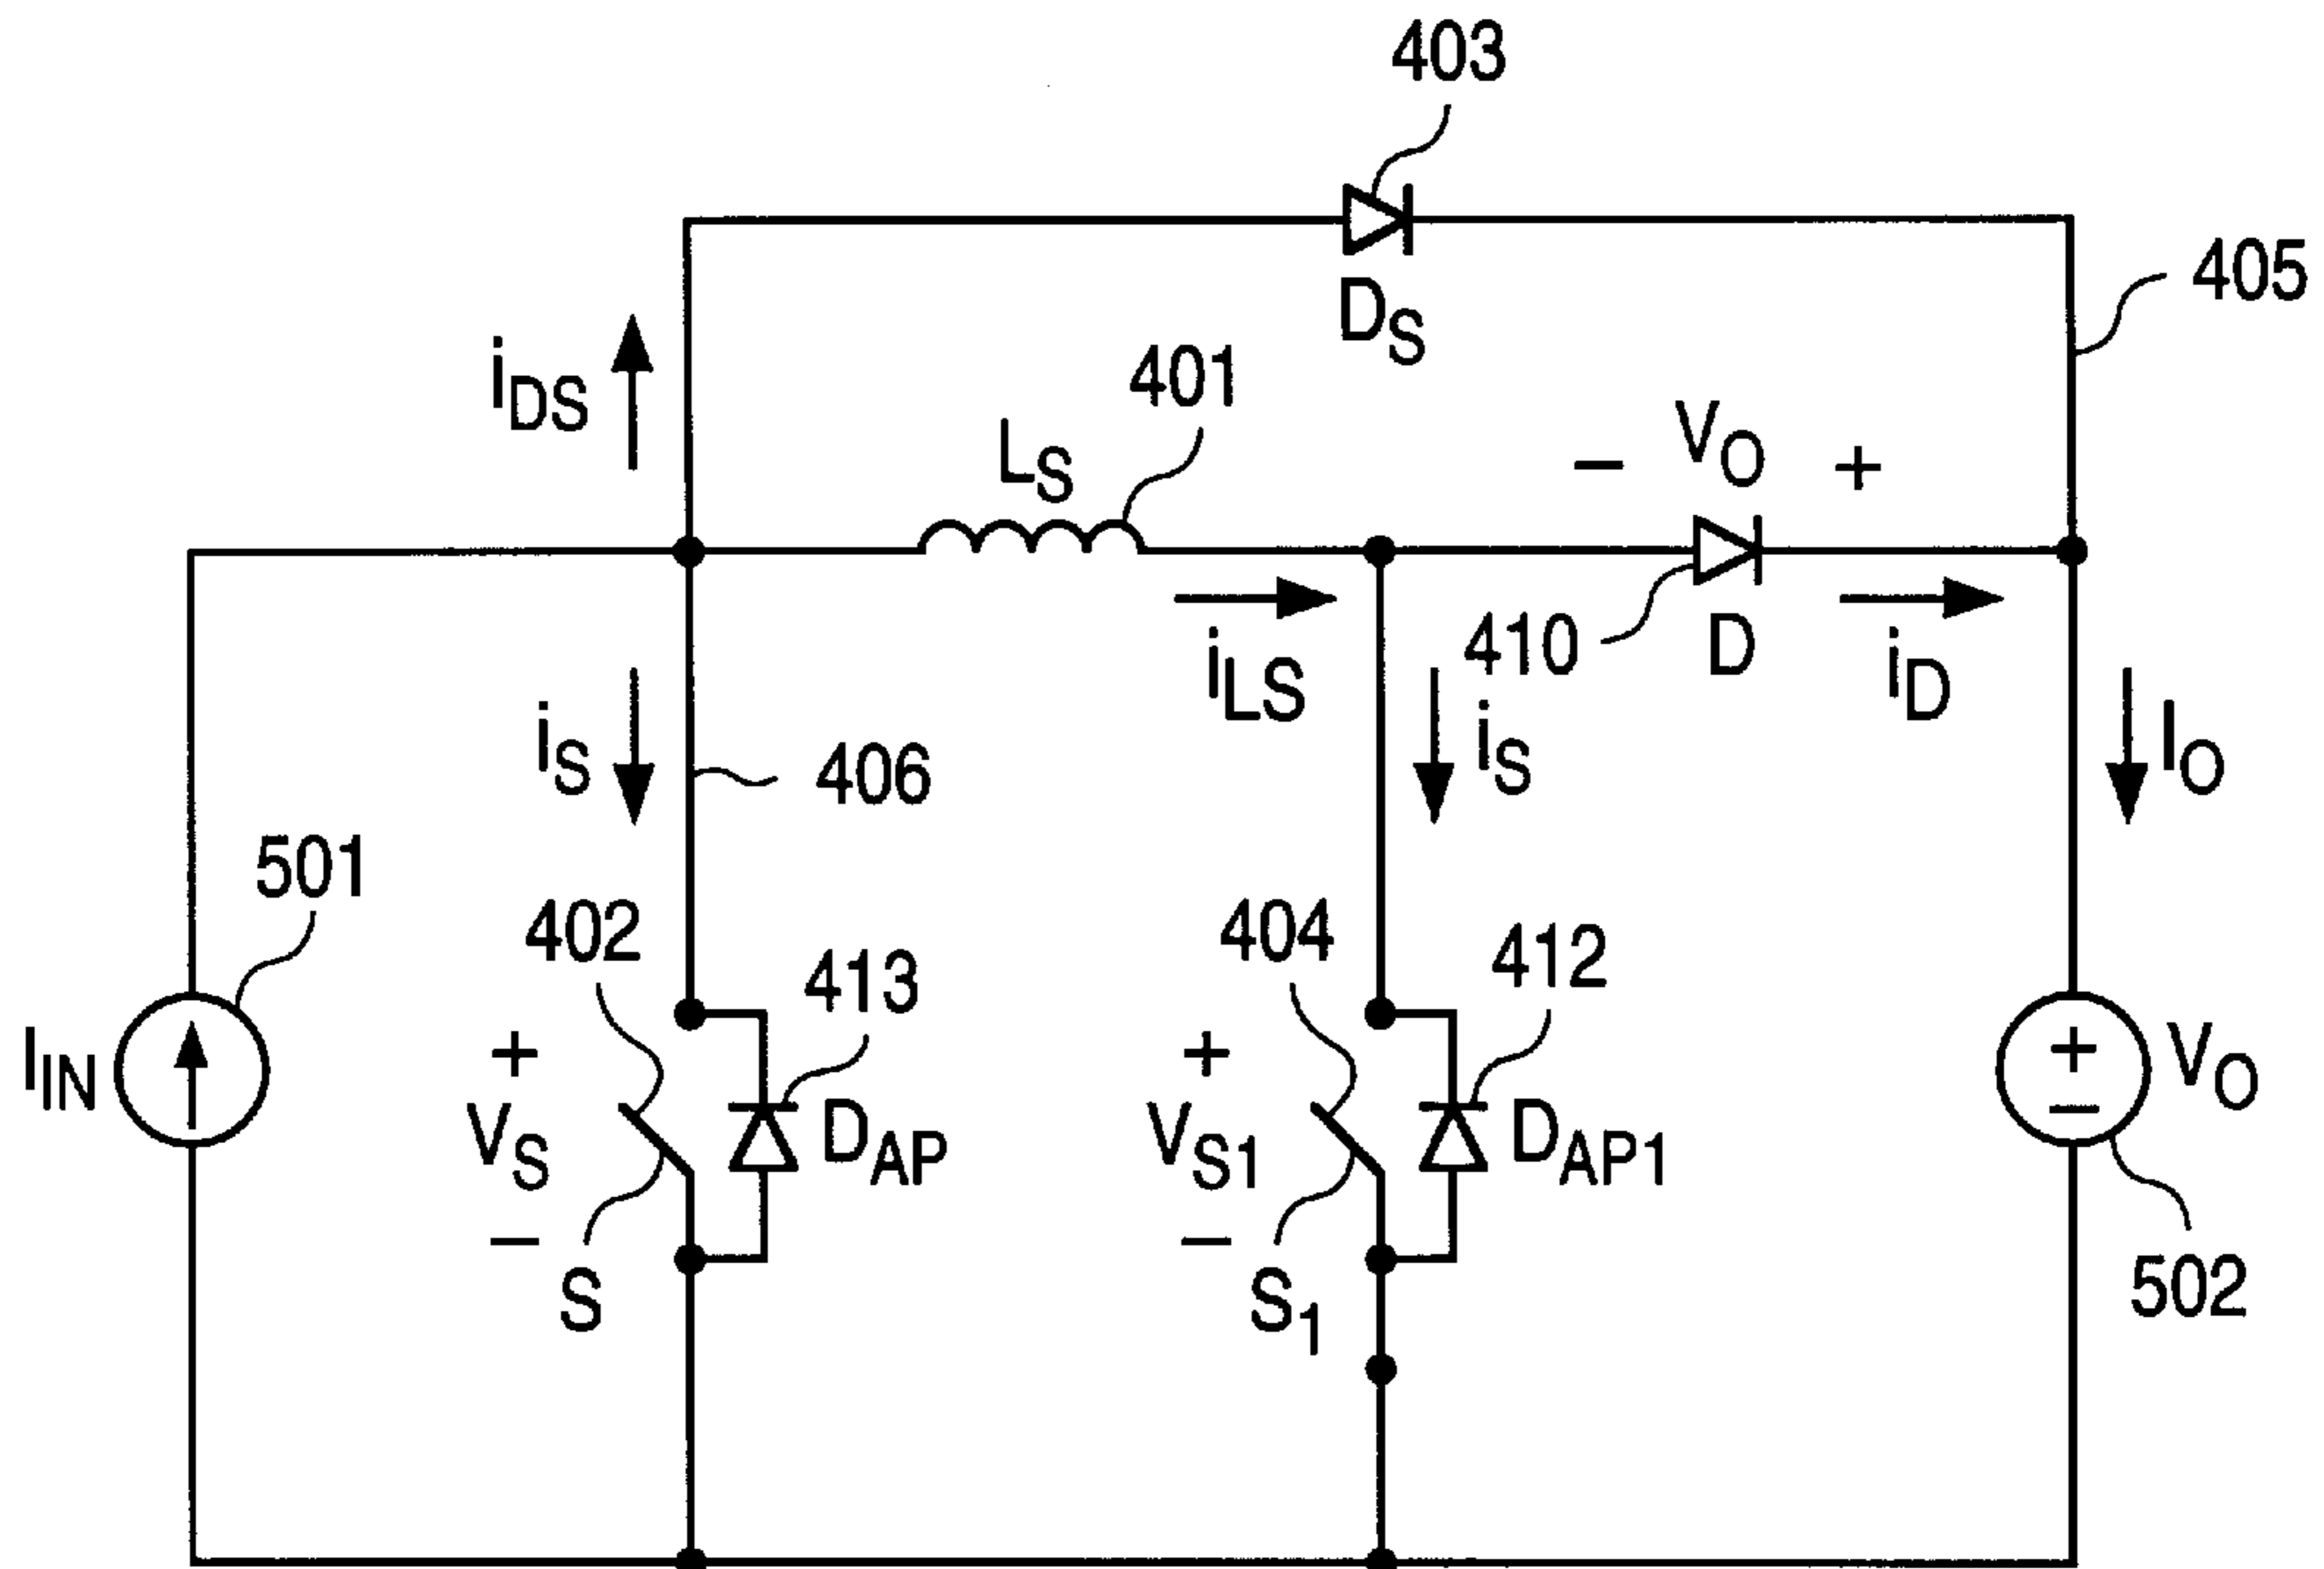 403
D_S
405
i_DS
401
L_S
− V_O +
i_LS
410
D
i_D
i_S
406
i_S
I_O
501
402
413
404
412
I_IN
+
V_S
−
D_AP
+
V_S1
−
D_AP1
+
−
V_O
S
S_1
502